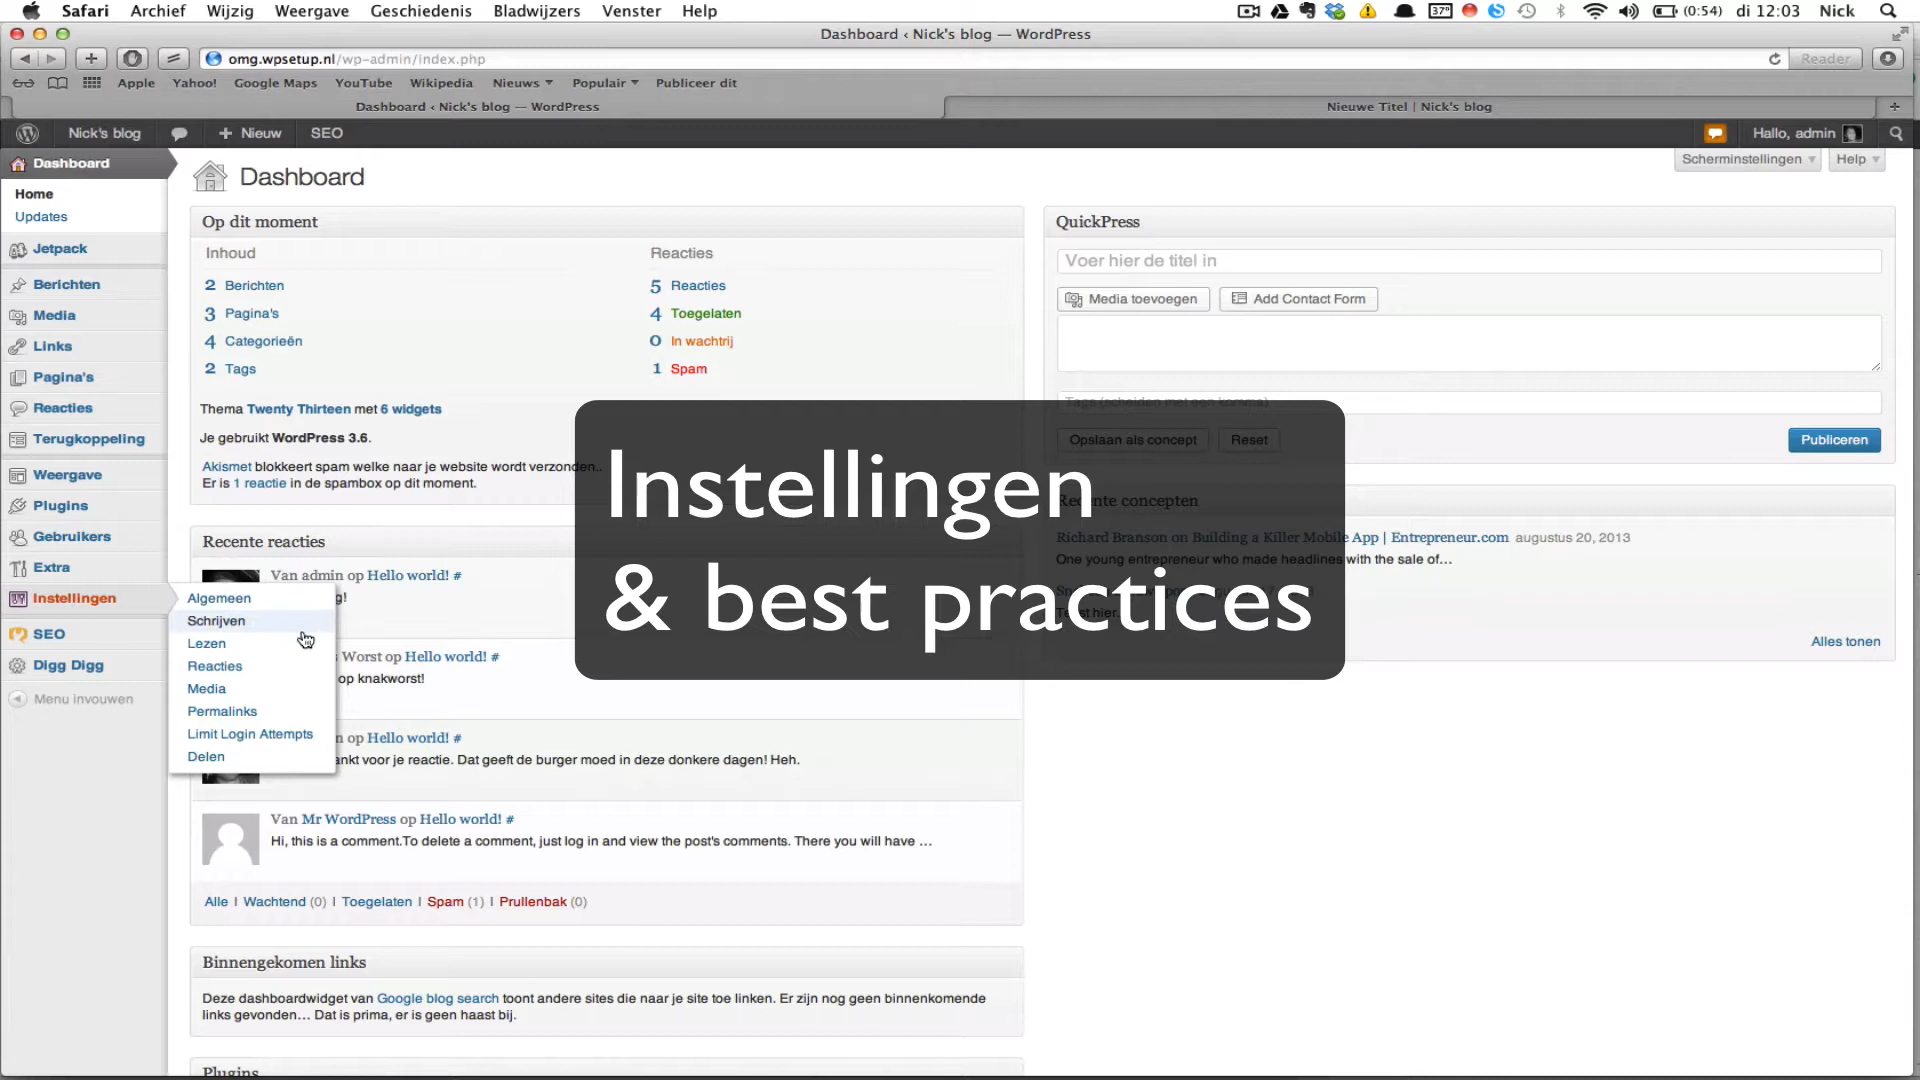 Safari Archief Wijzig Weergave Geschiedenis Bladwijzers Venster Help
37° (0:54) di 12:03 Nick
Dashboard ‹ Nick's blog — WordPress
omg.wpsetup.nl/wp-admin/index.php
Reader
Apple Yahoo! Google Maps YouTube Wikipedia Nieuws Populair Publiceer dit
Dashboard ‹ Nick's blog — WordPress
Nieuwe Titel | Nick's blog
Nick's blog + Nieuw SEO
Hallo, admin
Scherminstellingen Help
Dashboard
Home
Updates
Jetpack
Berichten
Media
Links
Pagina's
Reacties
Terugkoppeling
Weergave
Plugins
Gebruikers
Extra
Instellingen
SEO
Digg Digg
Menu invouwen
Algemeen
Schrijven
Lezen
Reacties
Media
Permalinks
Limit Login Attempts
Delen
Dashboard
Op dit moment
Inhoud
2 Berichten
3 Pagina's
4 Categorieën
2 Tags
Reacties
5 Reacties
4 Toegelaten
0 In wachtrij
1 Spam
Thema Twenty Thirteen met 6 widgets
Je gebruikt WordPress 3.6.
Akismet blokkeert spam welke naar je website wordt verzonden..
Er is 1 reactie in de spambox op dit moment.
Recente reacties
Van admin op Hello world! #
g!
Worst op Hello world! #
op knakworst!
n op Hello world! #
ankt voor je reactie. Dat geeft de burger moed in deze donkere dagen! Heh.
Van Mr WordPress op Hello world! #
Hi, this is a comment.To delete a comment, just log in and view the post's comments. There you will have …
Alle | Wachtend (0) | Toegelaten | Spam (1) | Prullenbak (0)
Binnengekomen links
Deze dashboardwidget van Google blog search toont andere sites die naar je site toe linken. Er zijn nog geen binnenkomende
links gevonden… Dat is prima, er is geen haast bij.
Plugins
QuickPress
Voer hier de titel in
Media toevoegen Add Contact Form
Tags (scheiden met een komma)
Opslaan als concept Reset Publiceren
Recente concepten
Richard Branson on Building a Killer Mobile App | Entrepreneur.com augustus 20, 2013
One young entrepreneur who made headlines with the sale of…
Alles tonen
Instellingen
& best practices